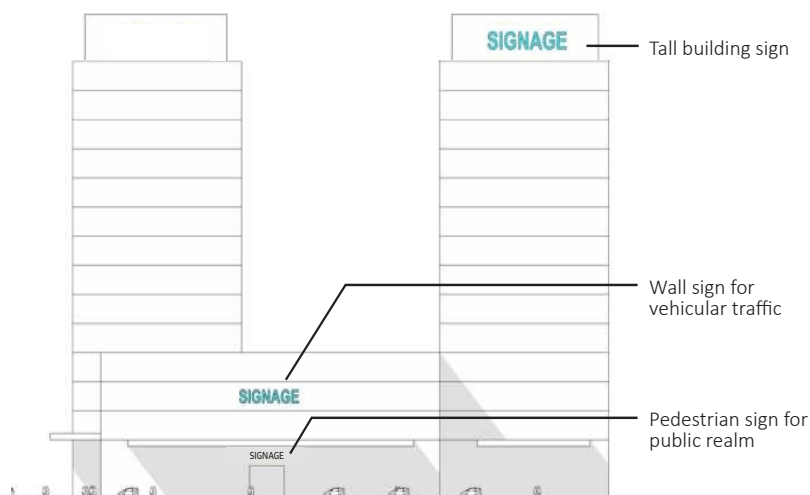 SIGNAGE
Tall building sign
Wall sign for
vehicular traffic
SIGNAGE
Pedestrian sign for
public realm
SIGNAGE